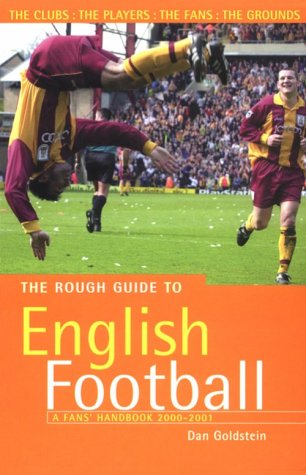 THE CLUBS : THE PLAYERS : THE FANS : THE GROUNDS
PlayStation
THE ROUGH GUIDE TO
English
Football
A FANS' HANDBOOK 2000-2001
Dan Goldstein